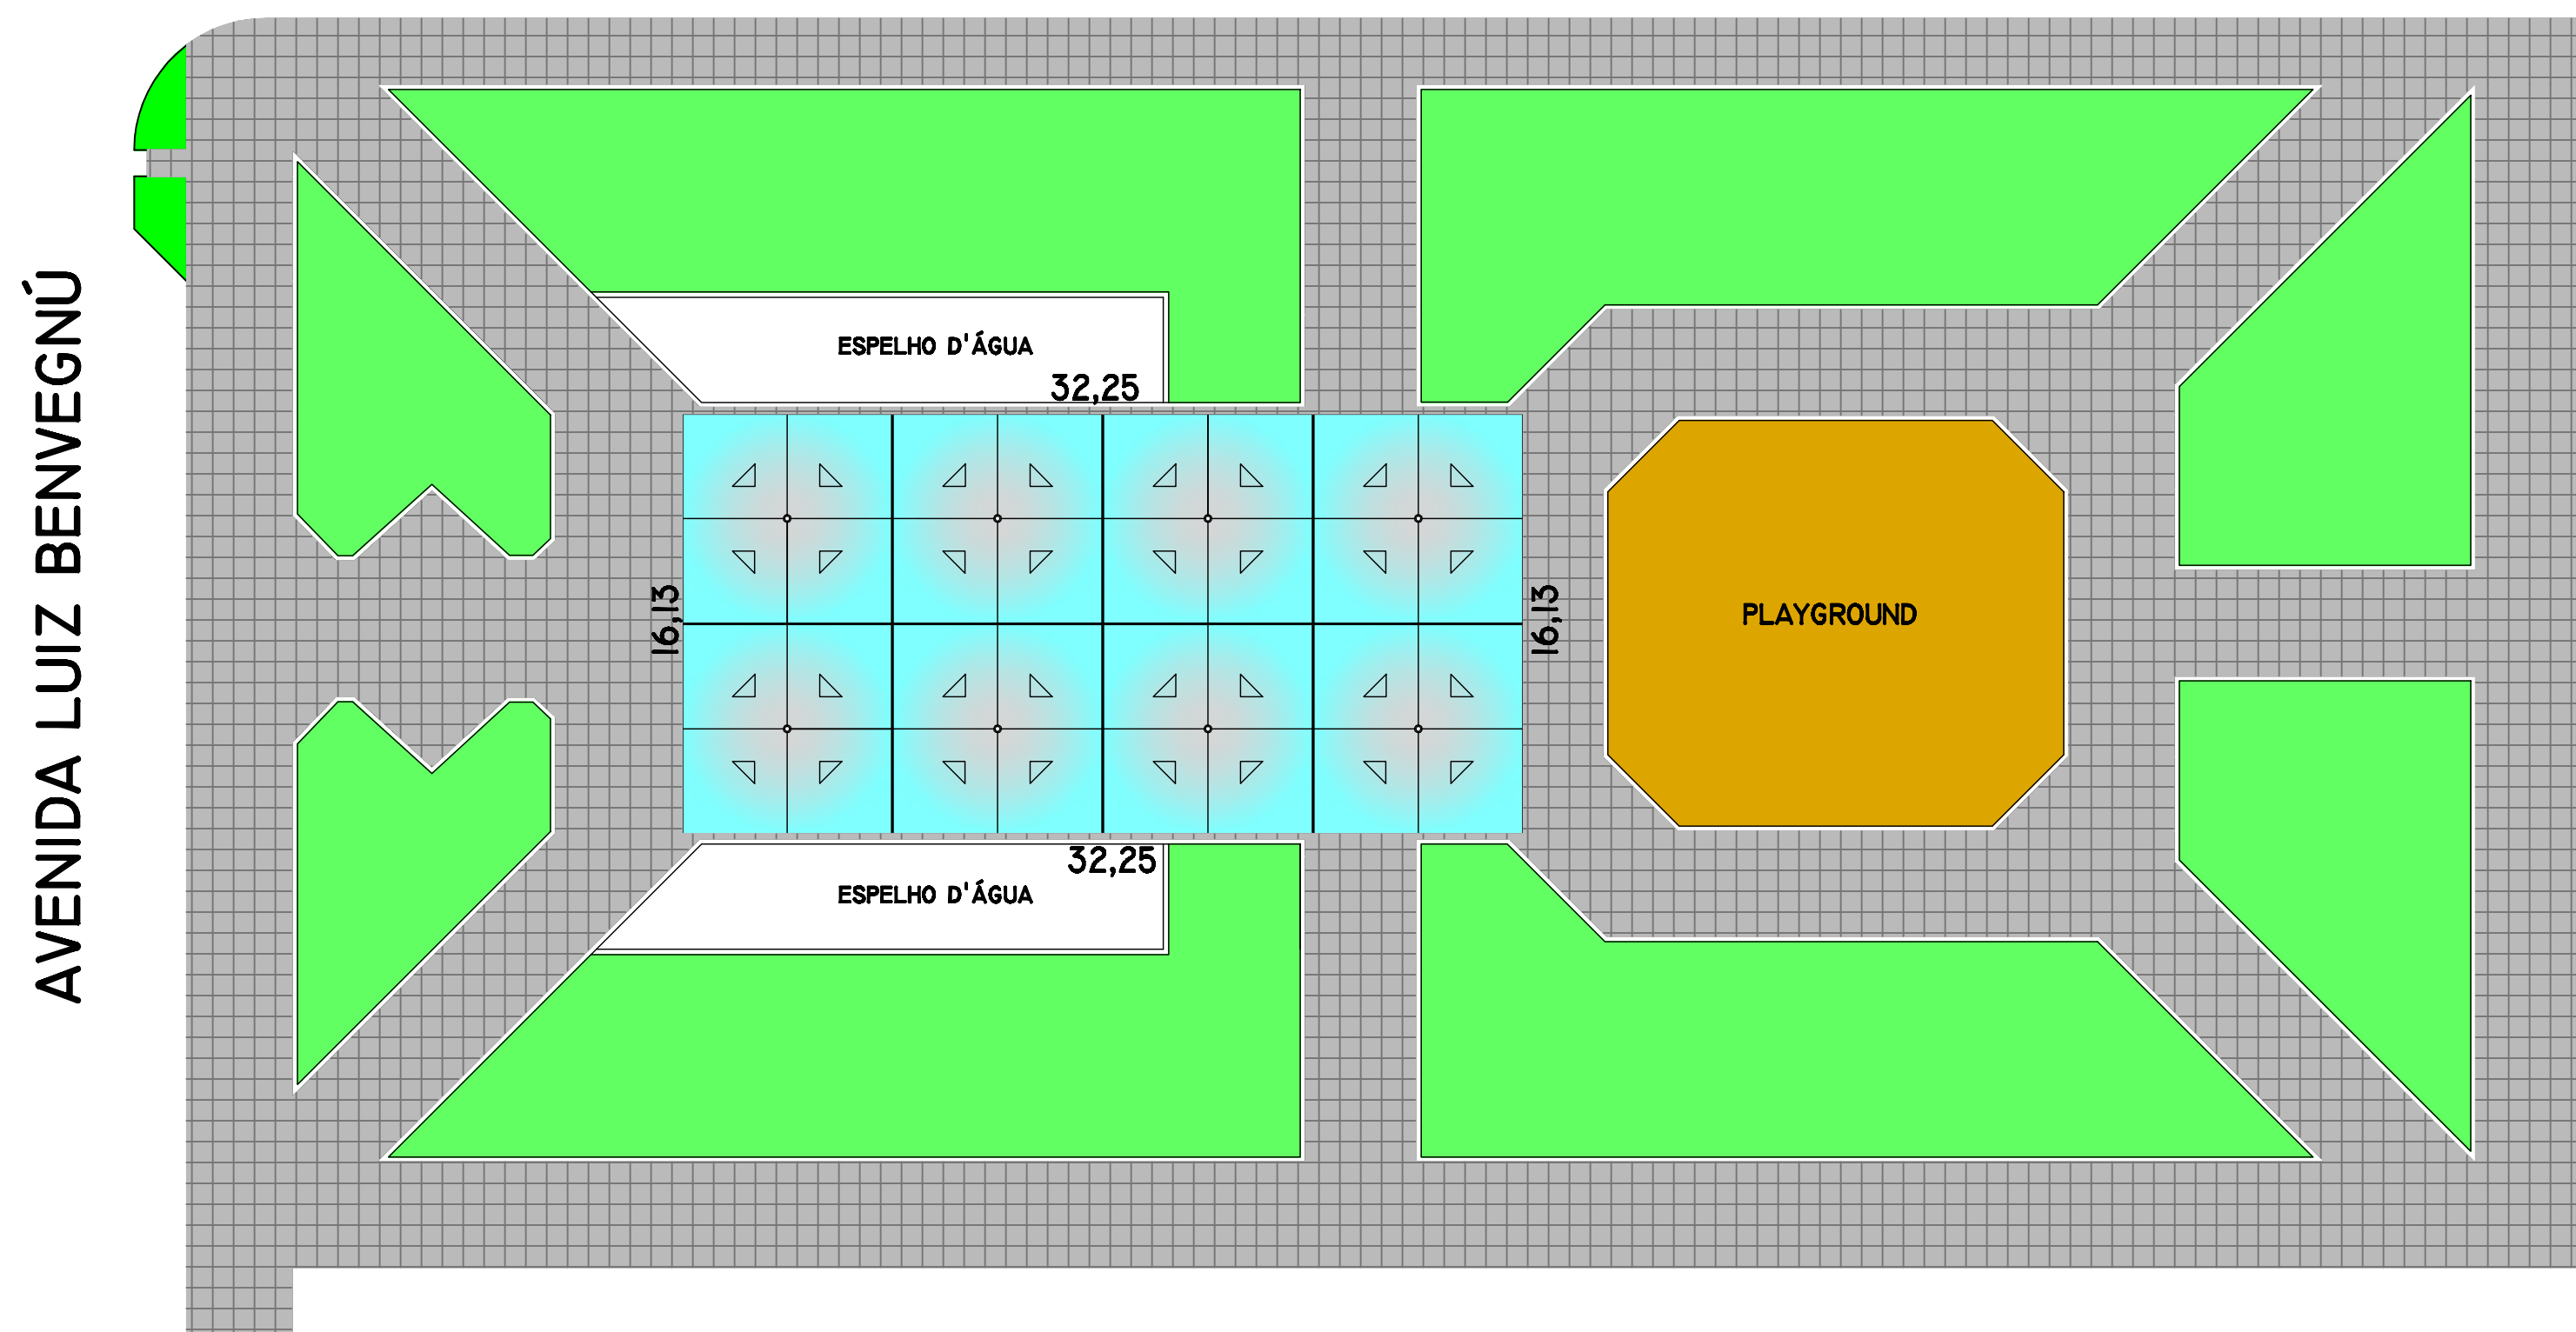 AVENIDA LUIZ BENVEGNÚ
ESPELHO D'ÁGUA
32,25
16,13
16,13
PLAYGROUND
32,25
ESPELHO D'ÁGUA